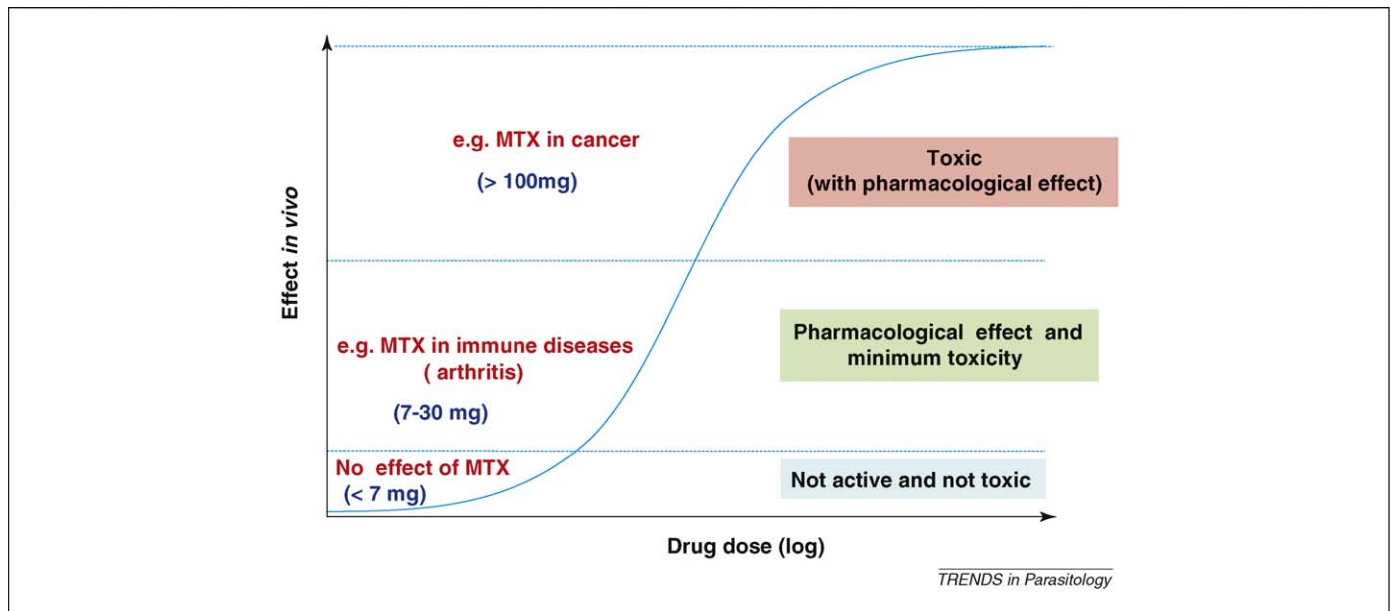 e.g. MTX in cancer
(> 100mg)
Toxic
(with pharmacological effect)
Effect in vivo
e.g. MTX in immune diseases
( arthritis)
(7-30 mg)
Pharmacological effect and
minimum toxicity
No effect of MTX
(< 7 mg)
Not active and not toxic
Drug dose (log)
TRENDS in Parasitology